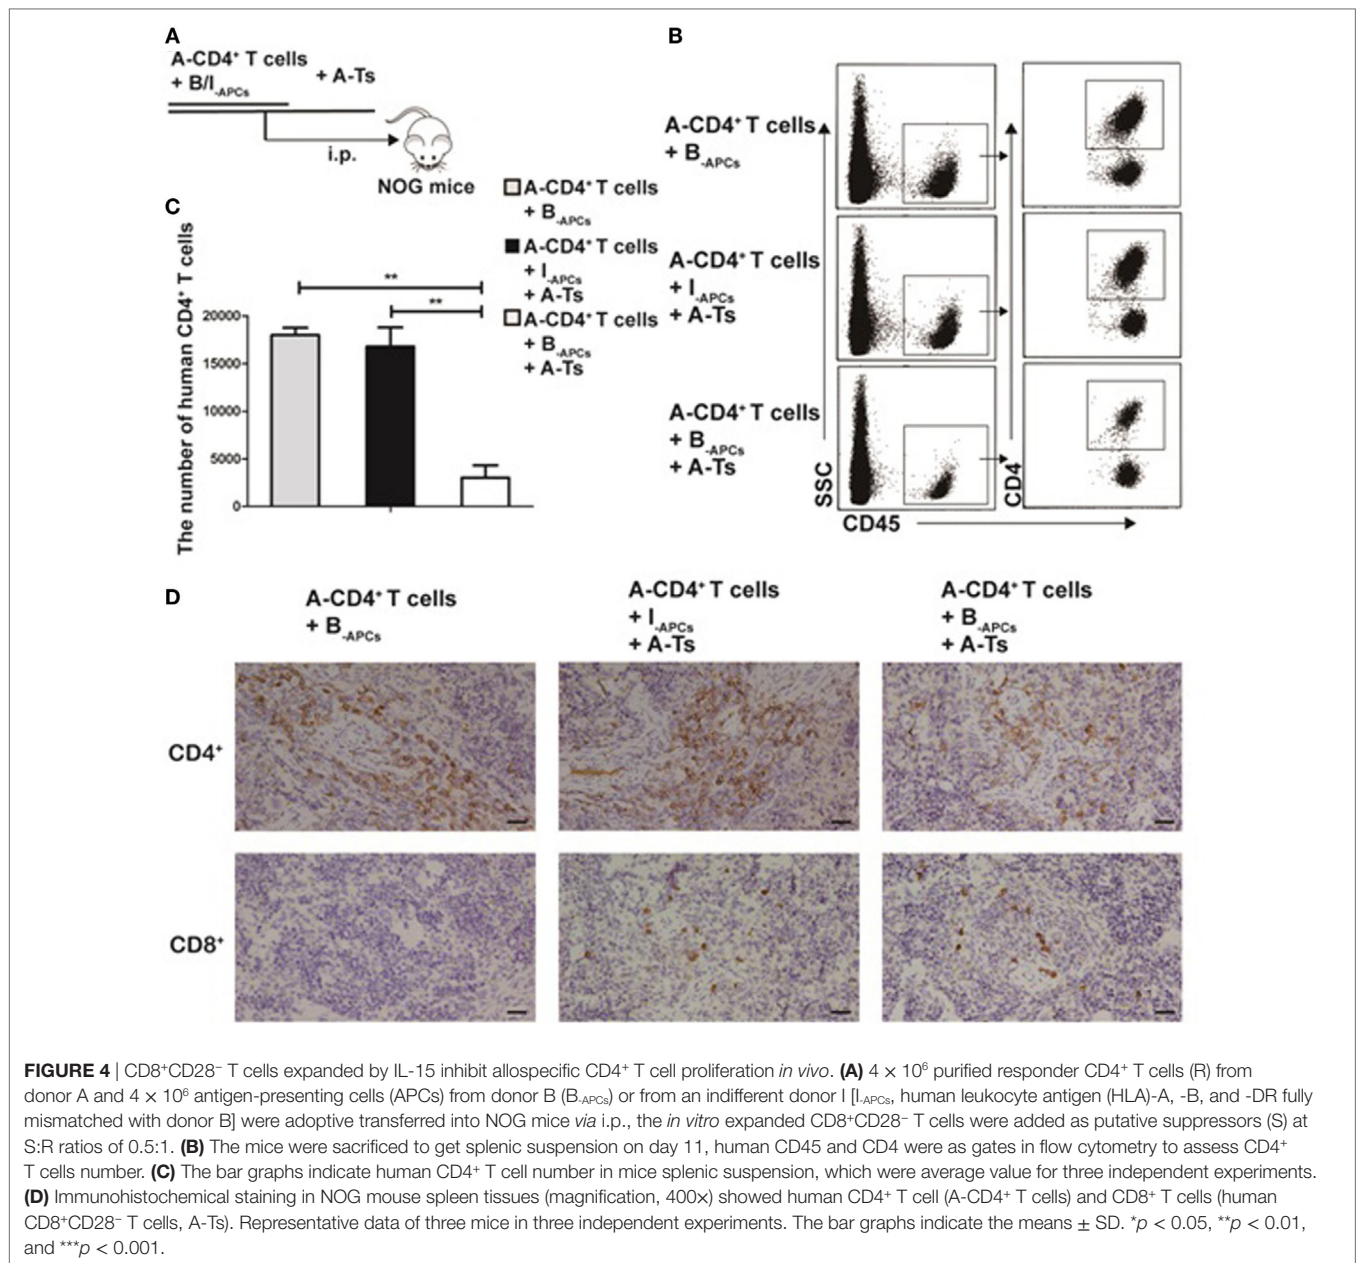 A
A-CD4⁺ T cells
+ B/I-APCs
+ A-Ts
i.p.
NOG mice
B
A-CD4⁺ T cells
+ B-APCs
A-CD4⁺ T cells
+ I-APCs
+ A-Ts
A-CD4⁺ T cells
+ B-APCs
+ A-Ts
SSC
CD4
CD45
C
The number of human CD4⁺ T cells
20000
15000
10000
5000
0
**
**
A-CD4⁺ T cells
+ B-APCs
A-CD4⁺ T cells
+ I-APCs
+ A-Ts
A-CD4⁺ T cells
+ B-APCs
+ A-Ts
D
A-CD4⁺ T cells
+ B-APCs
A-CD4⁺ T cells
+ I-APCs
+ A-Ts
A-CD4⁺ T cells
+ B-APCs
+ A-Ts
CD4⁺
CD8⁺
FIGURE 4 | CD8⁺CD28⁻ T cells expanded by IL-15 inhibit allospecific CD4⁺ T cell proliferation in vivo. (A) 4 × 10⁶ purified responder CD4⁺ T cells (R) from
donor A and 4 × 10⁶ antigen-presenting cells (APCs) from donor B (B-APCs) or from an indifferent donor I [I-APCs, human leukocyte antigen (HLA)-A, -B, and -DR fully
mismatched with donor B] were adoptive transferred into NOG mice via i.p., the in vitro expanded CD8⁺CD28⁻ T cells were added as putative suppressors (S) at
S:R ratios of 0.5:1. (B) The mice were sacrificed to get splenic suspension on day 11, human CD45 and CD4 were as gates in flow cytometry to assess CD4⁺
T cells number. (C) The bar graphs indicate human CD4⁺ T cell number in mice splenic suspension, which were average value for three independent experiments.
(D) Immunohistochemical staining in NOG mouse spleen tissues (magnification, 400×) showed human CD4⁺ T cell (A-CD4⁺ T cells) and CD8⁺ T cells (human
CD8⁺CD28⁻ T cells, A-Ts). Representative data of three mice in three independent experiments. The bar graphs indicate the means ± SD. *p < 0.05, **p < 0.01,
and ***p < 0.001.